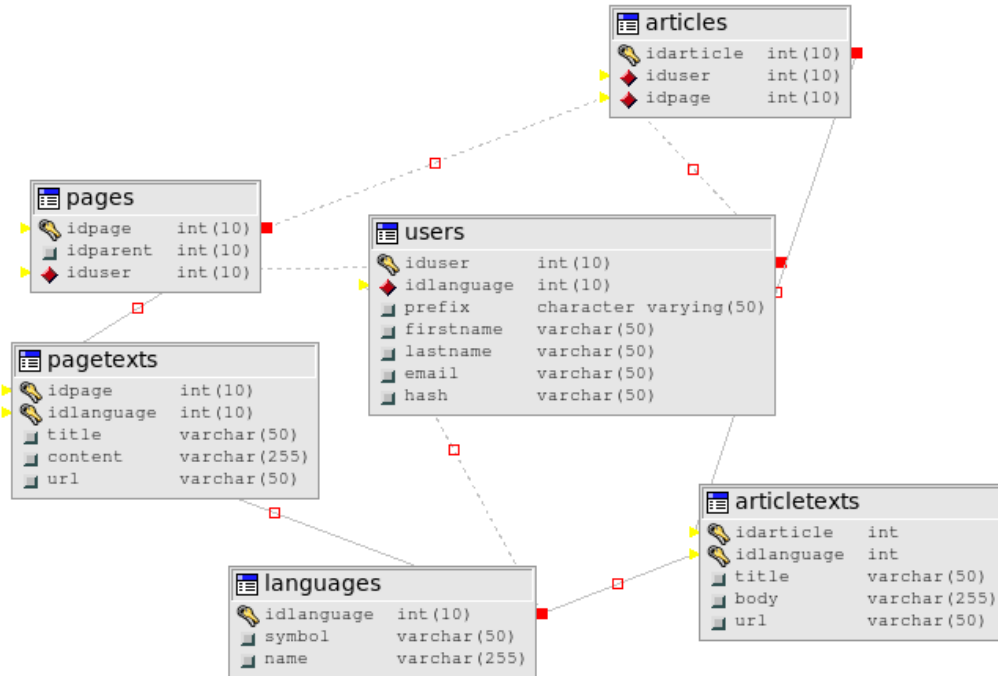 articles
idarticle int(10)
iduser int(10)
idpage int(10)
pages
idpage int(10)
idparent int(10)
iduser int(10)
users
iduser int(10)
idlanguage int(10)
prefix character varying(50)
firstname varchar(50)
lastname varchar(50)
email varchar(50)
hash varchar(50)
pagetexts
idpage int(10)
idlanguage int(10)
title varchar(50)
content varchar(255)
url varchar(50)
articletexts
idarticle int
idlanguage int
title varchar(50)
body varchar(255)
url varchar(50)
languages
idlanguage int(10)
symbol varchar(50)
name varchar(255)